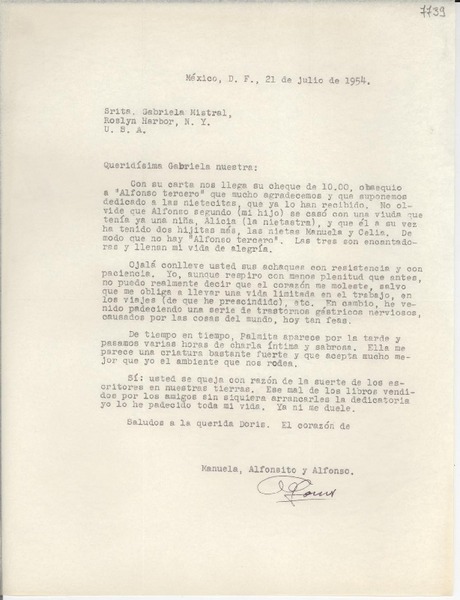 7739
México, D. F., 21 de julio de 1954.
Srita. Gabriela Mistral,
Roslyn Harbor, N. Y.
U. S. A.
Queridísima Gabriela nuestra:
Con su carta nos llega su cheque de 10.00, obsequio
a "Alfonso tercero" que mucho agradecemos y que suponemos
dedicado a las nietecitas, que ya lo han recibido. No ol-
vide que Alfonso segundo (mi hijo) se casó con una viuda que
tenía ya una niña, Alicia (la nietastra), y que él a su vez
ha tenido dos hijitas más, las nietas Manuela y Celia. De
modo que no hay "Alfonso tercero". Las tres son encantado-
ras y llenan mi vida de alegría.
Ojalá conlleve usted sus achaques con resistencia y con
paciencia. Yo, aunque respiro con menos plenitud que antes,
no puedo realmente decir que el corazón me moleste, salvo
que me obliga a llevar una vida limitada en el trabajo, en
los viajes (de que he prescindido), etc. En cambio, he ve-
nido padeciendo una serie de trastornos gástricos nerviosos,
causados por las cosas del mundo, hoy tan feas.
De tiempo en tiempo, Palmita aparece por la tarde y
pasamos varias horas de charla íntima y sabrosa. Ella me
parece una criatura bastante fuerte y que acepta mucho me-
jor que yo el ambiente que nos rodea.
Sí: usted se queja con razón de la suerte de los es-
critores en nuestras tierras. Ese mal de los libros vendi-
dos por los amigos sin siquiera arrancarles la dedicatoria
yo lo he padecido toda mi vida. Ya ni me duele.
Saludos a la querida Doris. El corazón de
Manuela, Alfonsito y Alfonso.